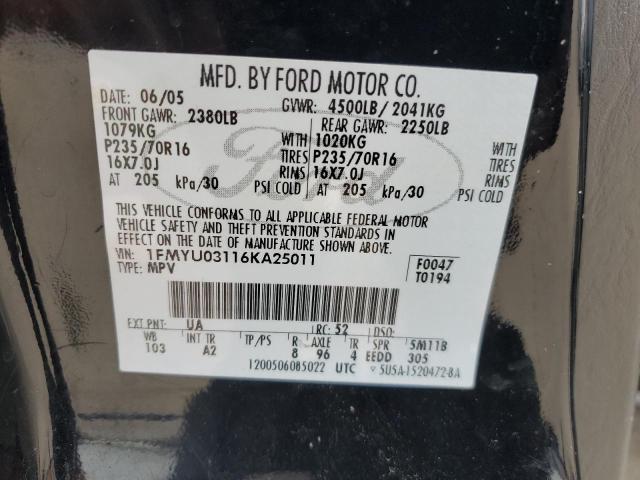 MFD. BY FORD MOTOR CO.
DATE: 06/05 GVWR: 4500LB/ 2041KG
FRONT GAWR: 2380LB REAR GAWR: 2250LB
1079KG WITH 1020KG WITH
P235/70R16 TIRES P235/70R16 TIRES
16X7.0J RIMS 16X7.0J RIMS
AT 205 kPa/30 PSI COLD AT 205 kPa/30 PSI COLD
Ford
THIS VEHICLE CONFORMS TO ALL APPLICABLE FEDERAL MOTOR
VEHICLE SAFETY AND THEFT PREVENTION STANDARDS IN
EFFECT ON THE DATE OF MANUFACTURE SHOWN ABOVE.
VIN: 1FMYU03116KA25011 F0047
TYPE: MPV T0194
EXT PNT: UA RC: 52 DSO:
WB INT TR TP/PS R AXLE TR SPR 5M11B
103 A2 8 96 4 EEDD 305
1200506085022 UTC ▽ 5U5A-1520472-BA